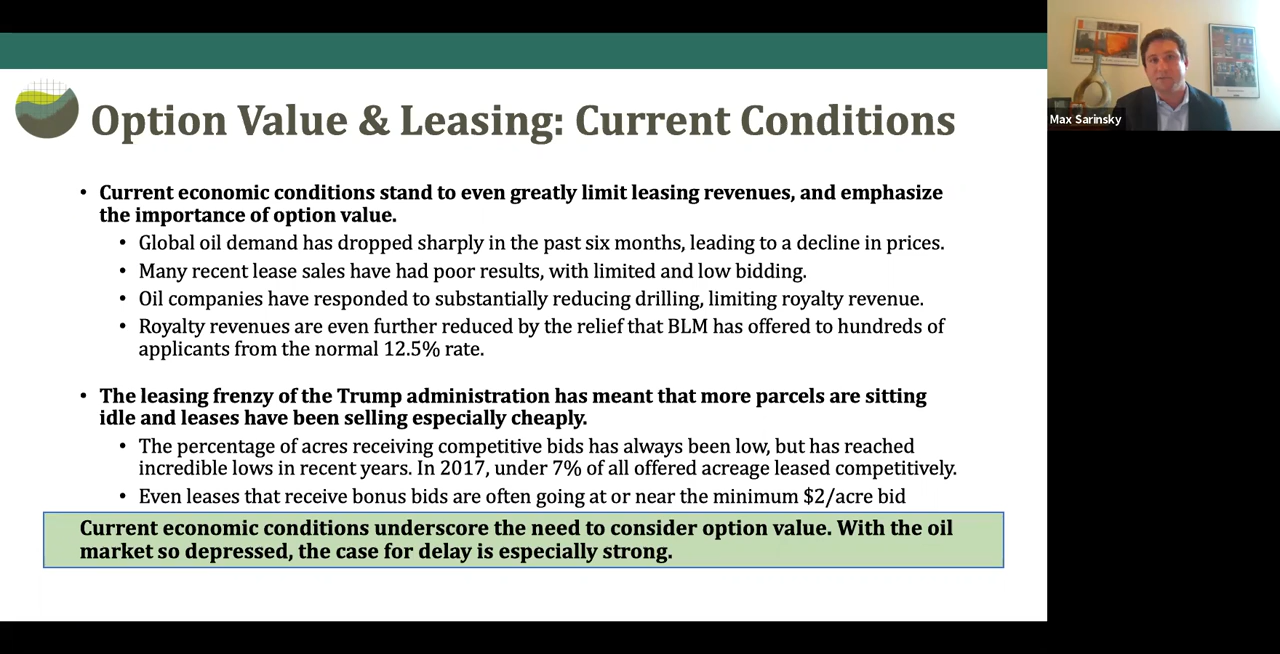 Option Value & Leasing: Current Conditions
Max Sarinsky
• Current economic conditions stand to even greatly limit leasing revenues, and emphasize
the importance of option value.
• Global oil demand has dropped sharply in the past six months, leading to a decline in prices.
• Many recent lease sales have had poor results, with limited and low bidding.
• Oil companies have responded to substantially reducing drilling, limiting royalty revenue.
• Royalty revenues are even further reduced by the relief that BLM has offered to hundreds of
applicants from the normal 12.5% rate.
• The leasing frenzy of the Trump administration has meant that more parcels are sitting
idle and leases have been selling especially cheaply.
• The percentage of acres receiving competitive bids has always been low, but has reached
incredible lows in recent years. In 2017, under 7% of all offered acreage leased competitively.
• Even leases that receive bonus bids are often going at or near the minimum $2/acre bid
Current economic conditions underscore the need to consider option value. With the oil
market so depressed, the case for delay is especially strong.